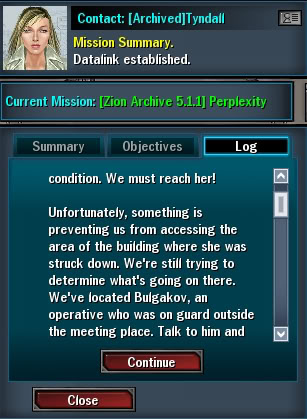 Contact: [Archived]Tyndall
Mission Summary.
Datalink established.
Current Mission: [Zion Archive 5.1.1] Perplexity
Summary
Objectives
Log
condition. We must reach her!
Unfortunately, something is
preventing us from accessing the
area of the building where she was
struck down. We're still trying to
determine what's going on there.
We've located Bulgakov, an
operative who was on guard outside
the meeting place. Talk to him and
Continue
Close